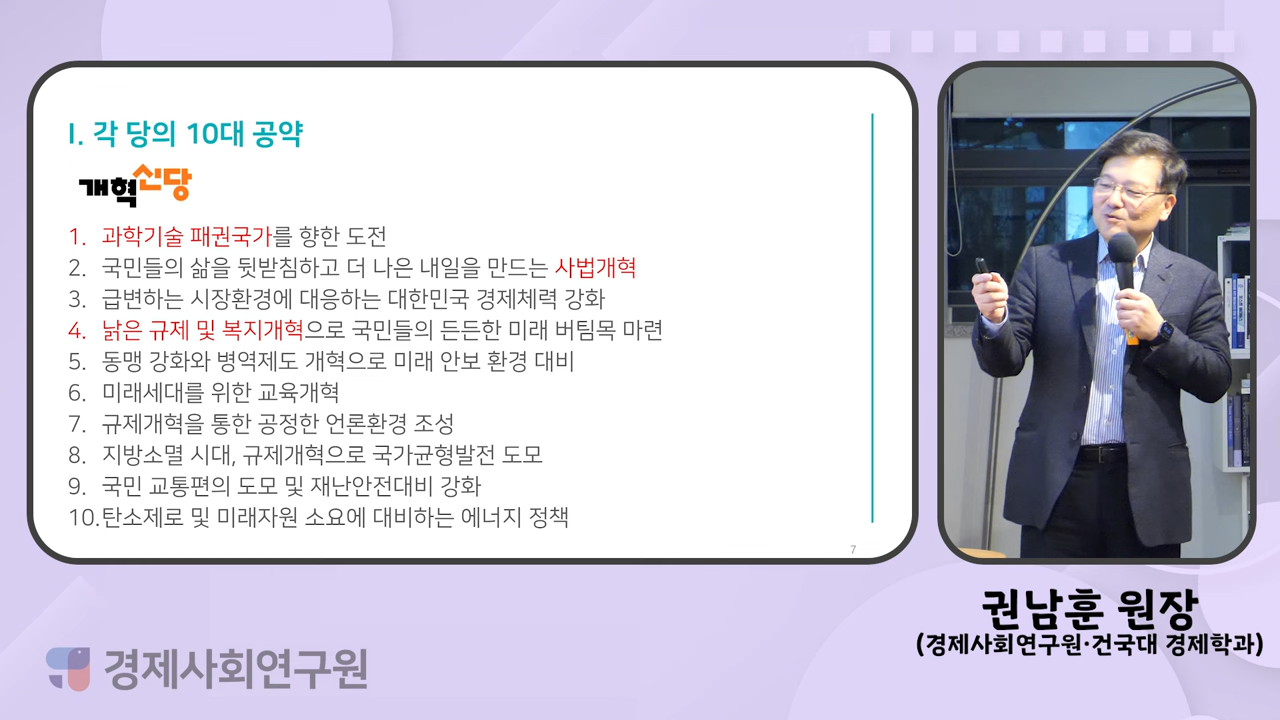 I. 각 당의 10대 공약
개혁신당
1. 과학기술 패권국가를 향한 도전
2. 국민들의 삶을 뒷받침하고 더 나은 내일을 만드는 사법개혁
3. 급변하는 시장환경에 대응하는 대한민국 경제체력 강화
4. 낡은 규제 및 복지개혁으로 국민들의 든든한 미래 버팀목 마련
5. 동맹 강화와 병역제도 개혁으로 미래 안보 환경 대비
6. 미래세대를 위한 교육개혁
7. 규제개혁을 통한 공정한 언론환경 조성
8. 지방소멸 시대, 규제개혁으로 국가균형발전 도모
9. 국민 교통편의 도모 및 재난안전대비 강화
10.탄소제로 및 미래자원 소요에 대비하는 에너지 정책
7
권남훈 원장
(경제사회연구원·건국대 경제학과)
경제사회연구원